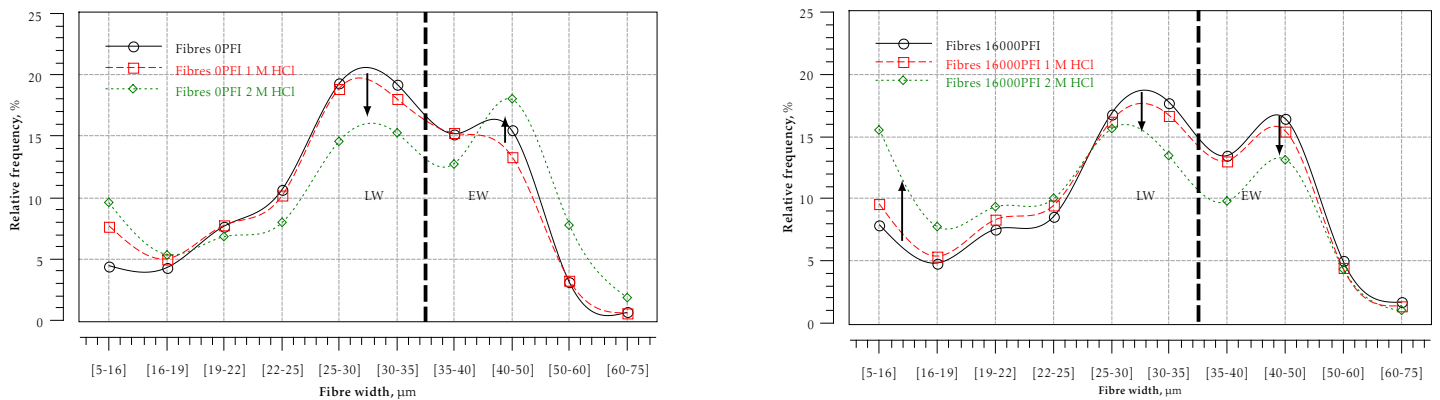 25
20
15
10
5
0
Relative frequency, %
Fibres 0PFI
Fibres 0PFI 1 M HCl
Fibres 0PFI 2 M HCl
LW
EW
[5-16] [16-19] [19-22] [22-25] [25-30] [30-35] [35-40] [40-50] [50-60] [60-75]
Fibre width, µm
25
20
15
10
5
0
Relative frequency, %
Fibres 16000PFI
Fibres 16000PFI 1 M HCl
Fibres 16000PFI 2 M HCl
LW
EW
[5-16] [16-19] [19-22] [22-25] [25-30] [30-35] [35-40] [40-50] [50-60] [60-75]
Fibre width, µm